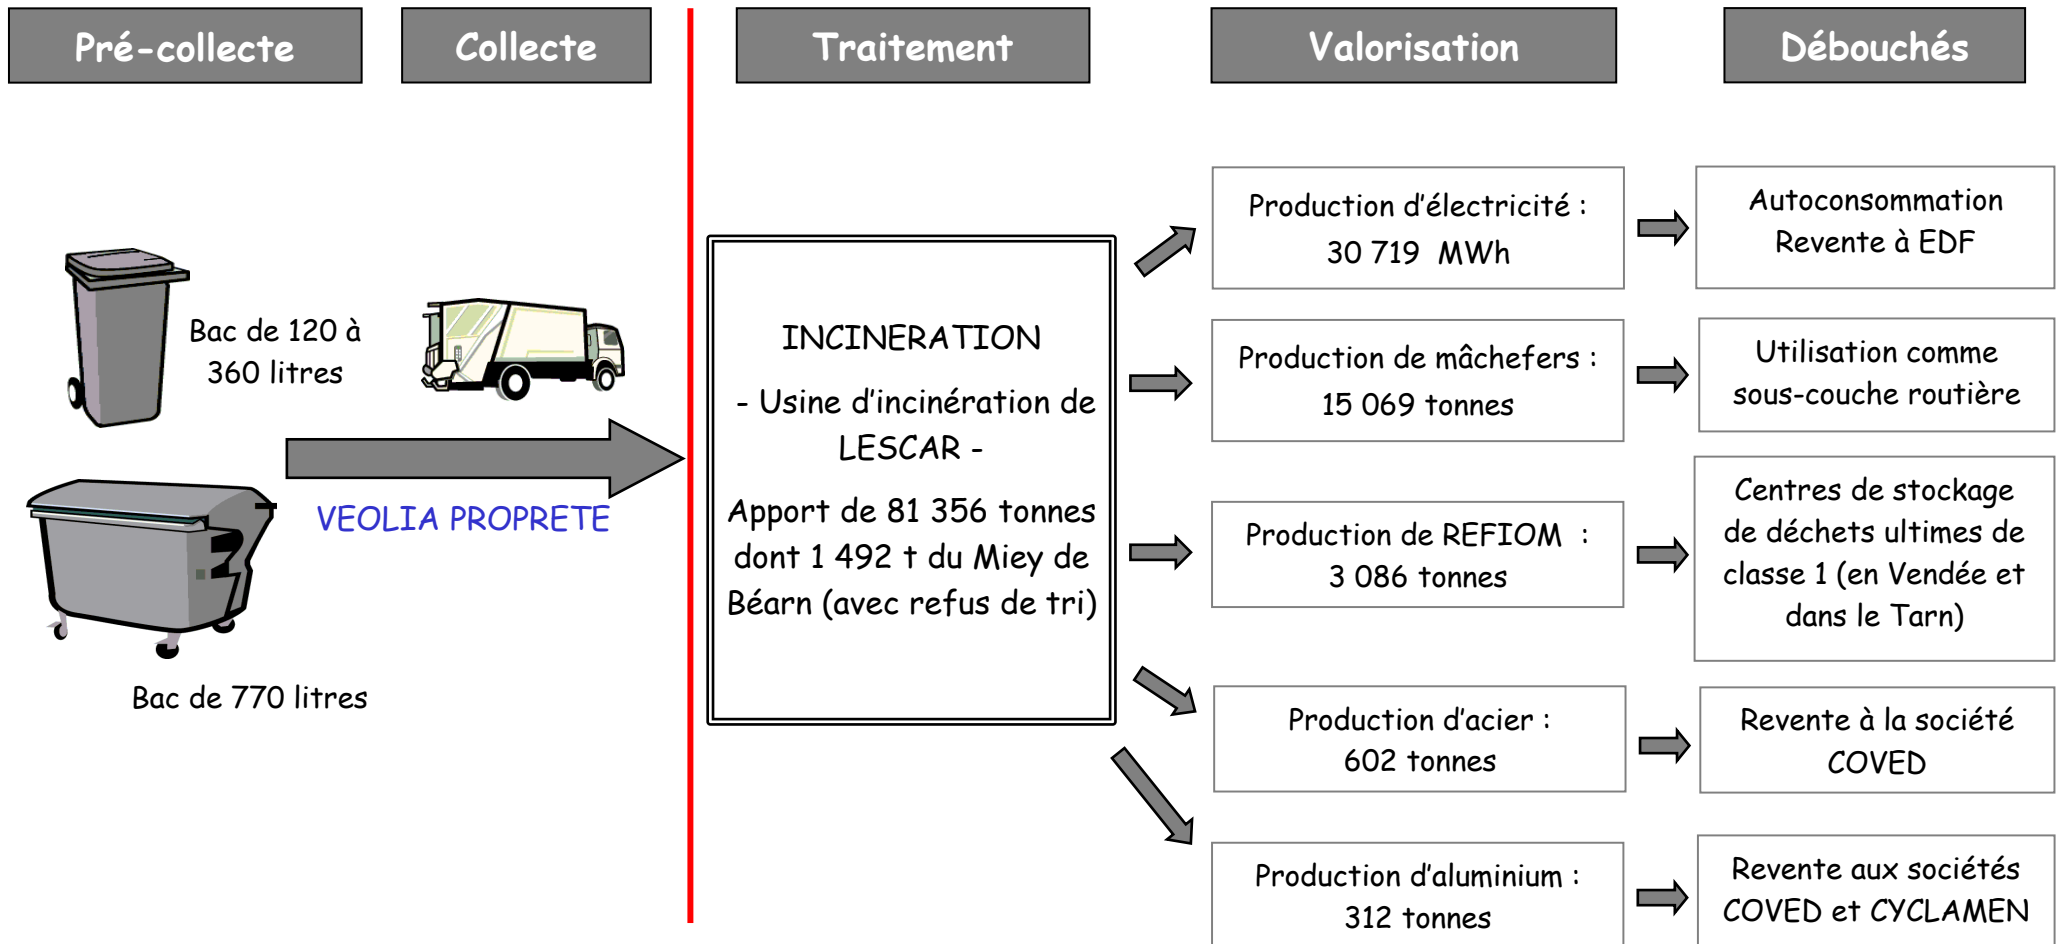 Pré-collecte
Collecte
Traitement
Valorisation
Débouchés
Bac de 120 à
360 litres
VEOLIA PROPRETE
Bac de 770 litres
INCINERATION
- Usine d'incinération de
LESCAR -
Apport de 81 356 tonnes
dont 1 492 t du Miey de
Béarn (avec refus de tri)
Production d'électricité :
30 719 MWh
Autoconsommation
Revente à EDF
Production de mâchefers :
15 069 tonnes
Utilisation comme
sous-couche routière
Production de REFIOM :
3 086 tonnes
Centres de stockage
de déchets ultimes de
classe 1 (en Vendée et
dans le Tarn)
Production d'acier :
602 tonnes
Revente à la société
COVED
Production d'aluminium :
312 tonnes
Revente aux sociétés
COVED et CYCLAMEN